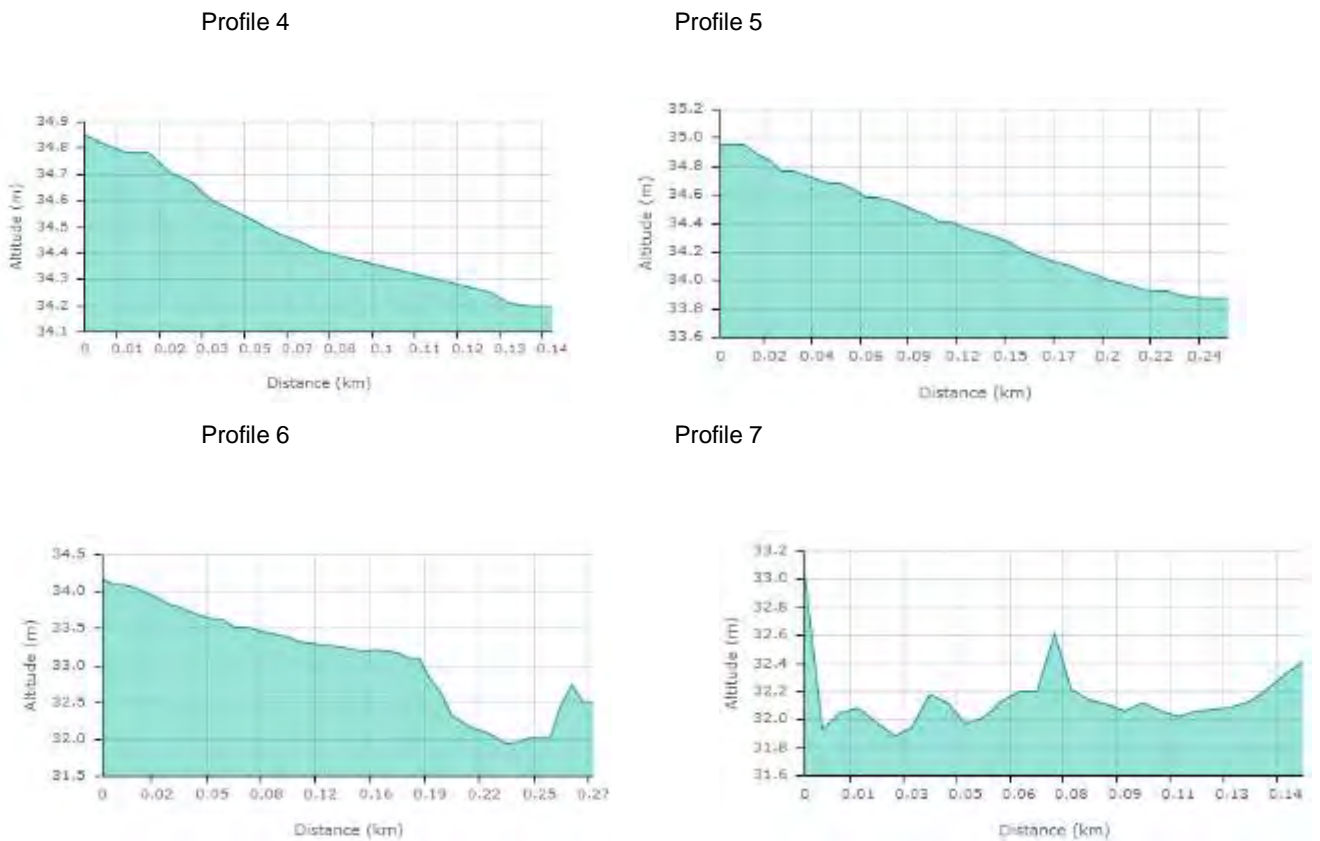 Profile 4
Profile 5
34.9
34.8
34.7
34.6
34.5
34.4
34.3
34.2
34.1
Altitude (m)
0 0.01 0.02 0.03 0.05 0.07 0.08 0.1 0.11 0.12 0.13 0.14
Distance (km)
35.2
35.0
34.8
34.6
34.4
34.2
34.0
33.8
33.6
Altitude (m)
0 0.02 0.04 0.06 0.09 0.12 0.15 0.17 0.2 0.22 0.24
Distance (km)
Profile 6
Profile 7
34.5
34.0
33.5
33.0
32.5
32.0
31.5
Altitude (m)
0 0.02 0.05 0.08 0.12 0.16 0.19 0.22 0.25 0.27
Distance (km)
33.2
33.0
32.8
32.6
32.4
32.2
32.0
31.8
31.6
Altitude (m)
0 0.01 0.03 0.05 0.06 0.08 0.09 0.11 0.13 0.14
Distance (km)